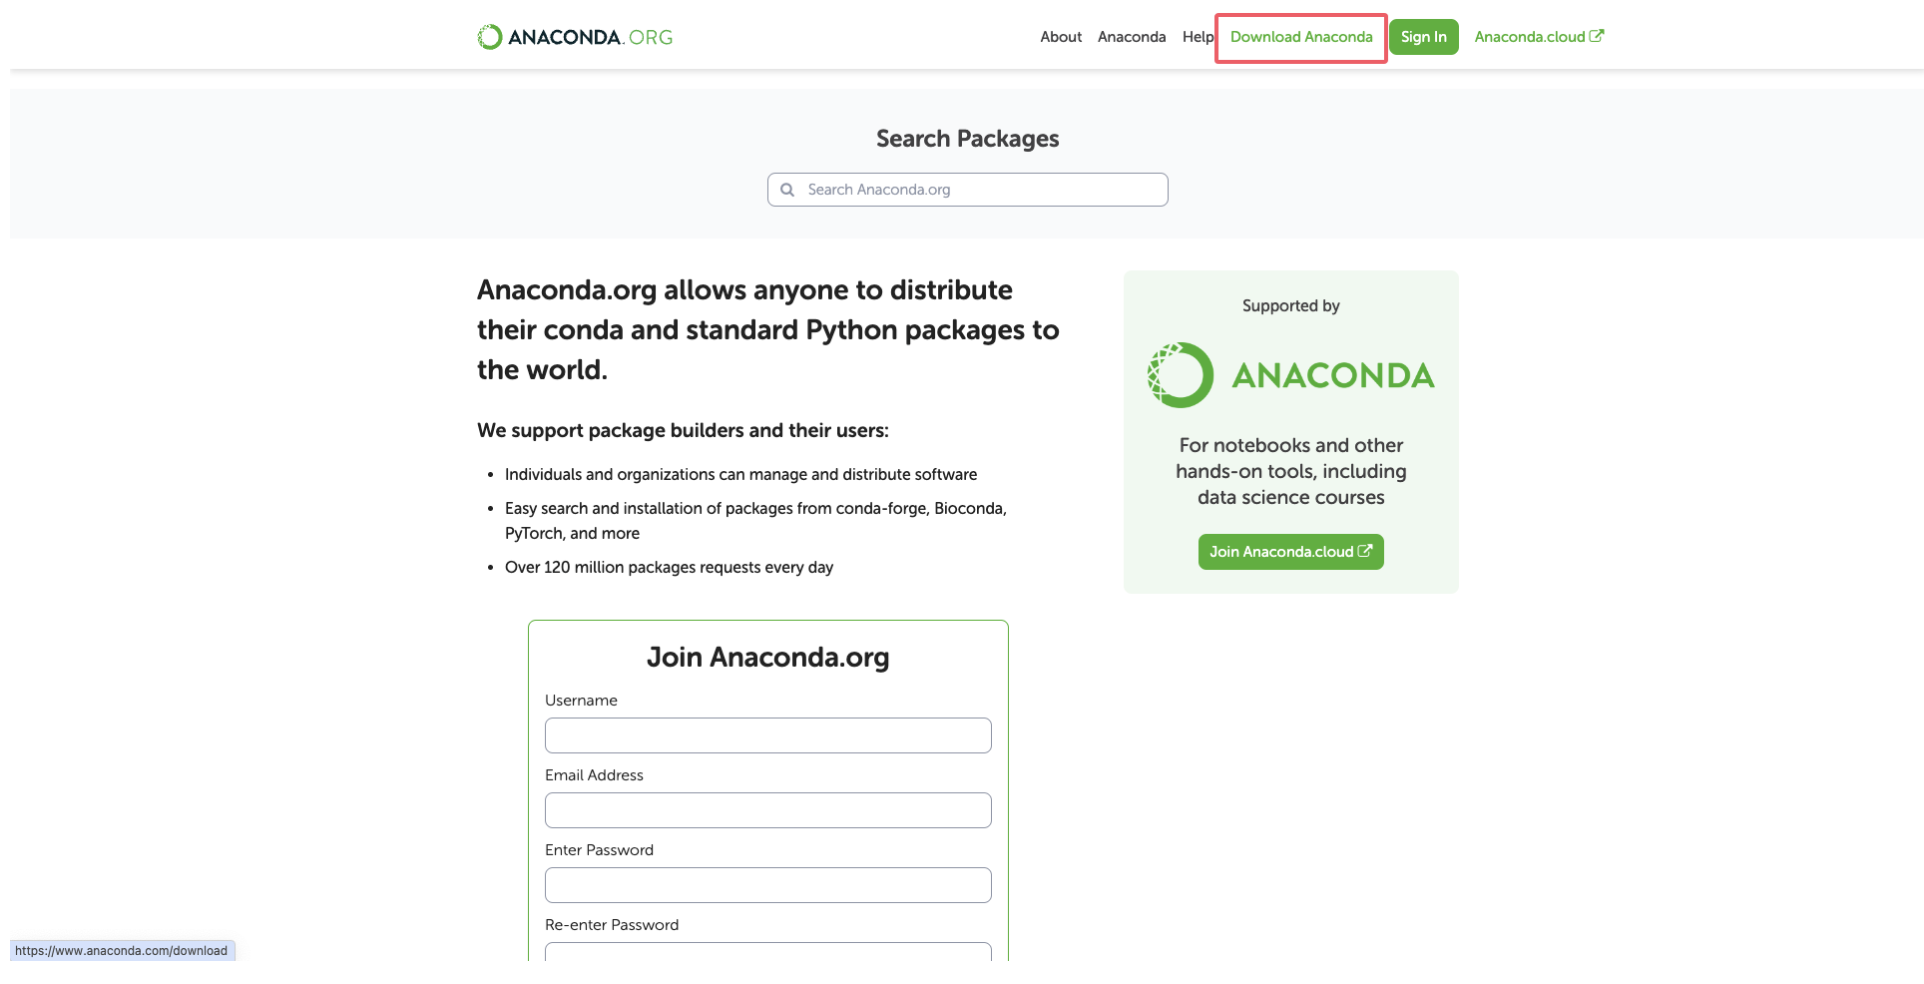 ANACONDA.ORG
About Anaconda Help Download Anaconda Sign In Anaconda.cloud
Search Packages
Search Anaconda.org
Anaconda.org allows anyone to distribute
their conda and standard Python packages to
the world.
We support package builders and their users:
• Individuals and organizations can manage and distribute software
• Easy search and installation of packages from conda-forge, Bioconda,
PyTorch, and more
• Over 120 million packages requests every day
Supported by
ANACONDA
For notebooks and other
hands-on tools, including
data science courses
Join Anaconda.cloud
Join Anaconda.org
Username
Email Address
Enter Password
Re-enter Password
https://www.anaconda.com/download